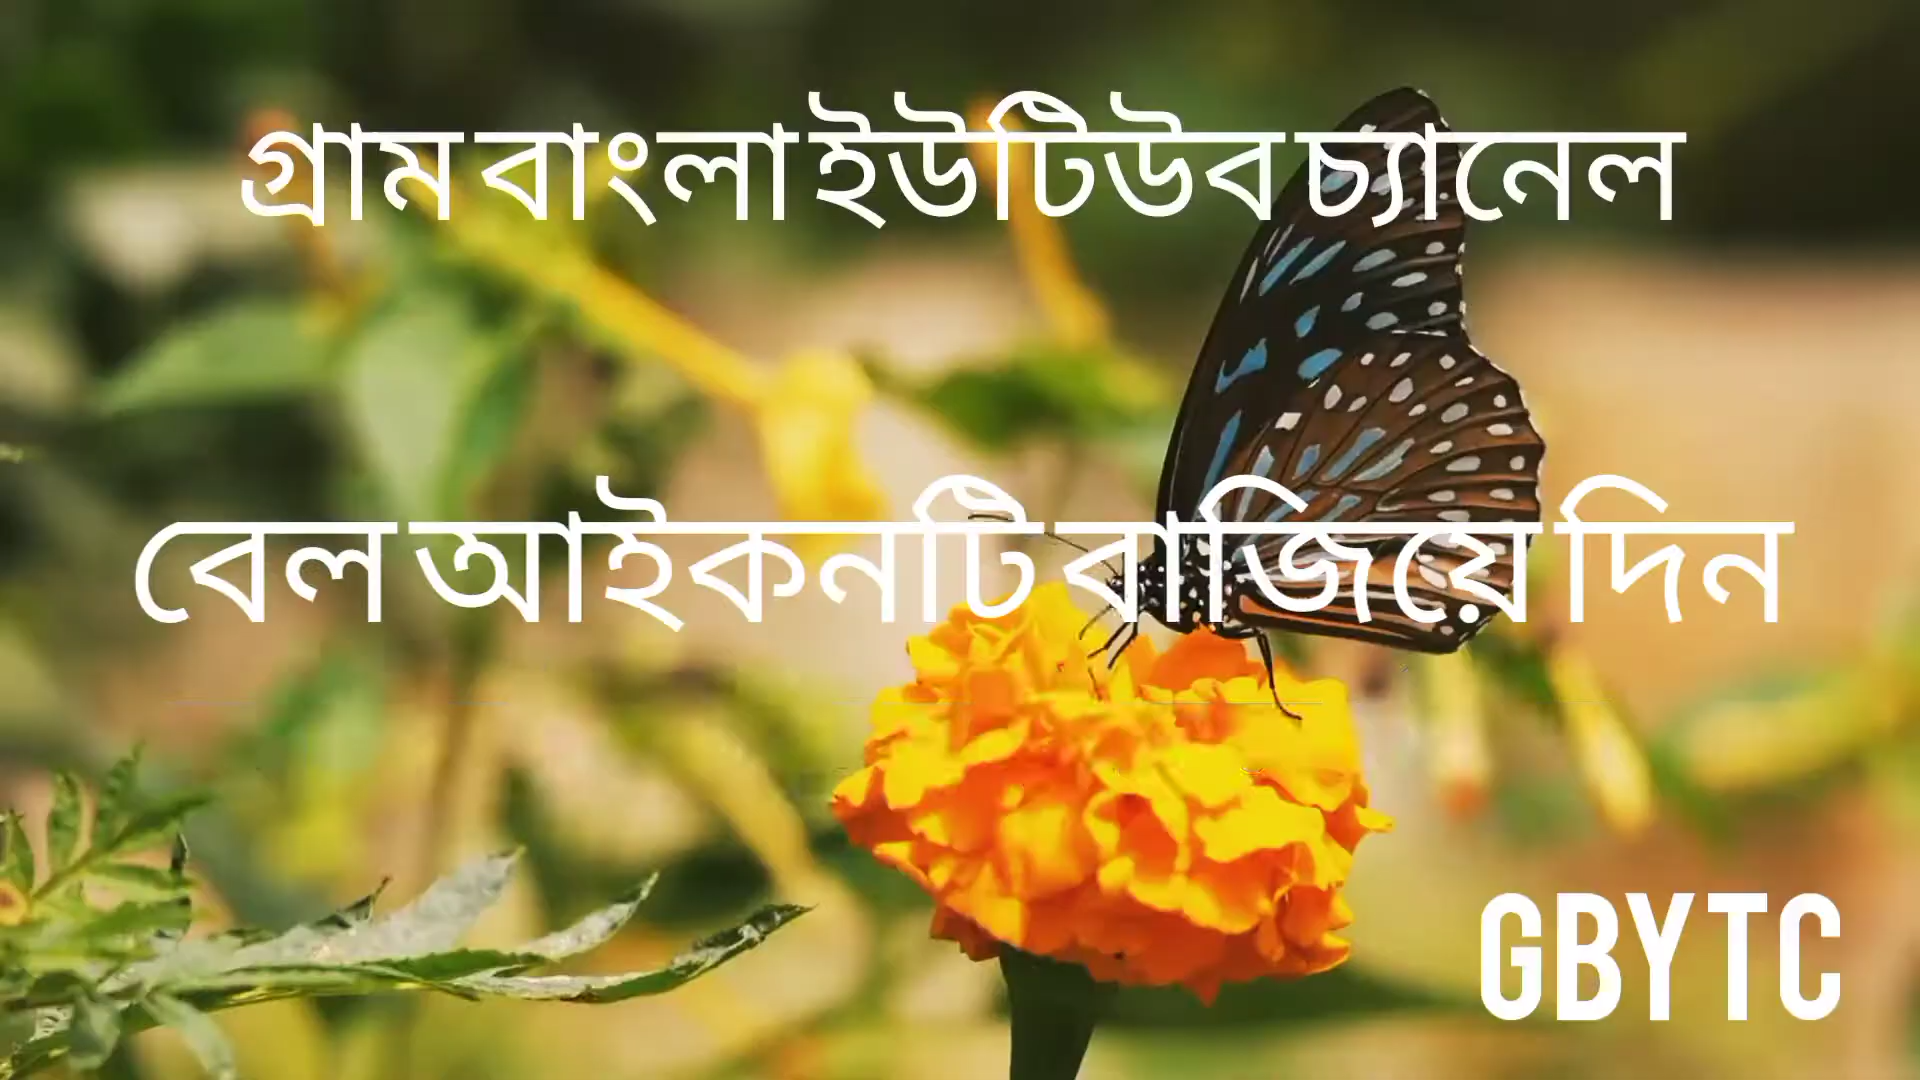 গ্রাম বাংলা ইউটিউব চ্যানেল
বেল আইকনটি বাজিয়ে দিন
GBYTC